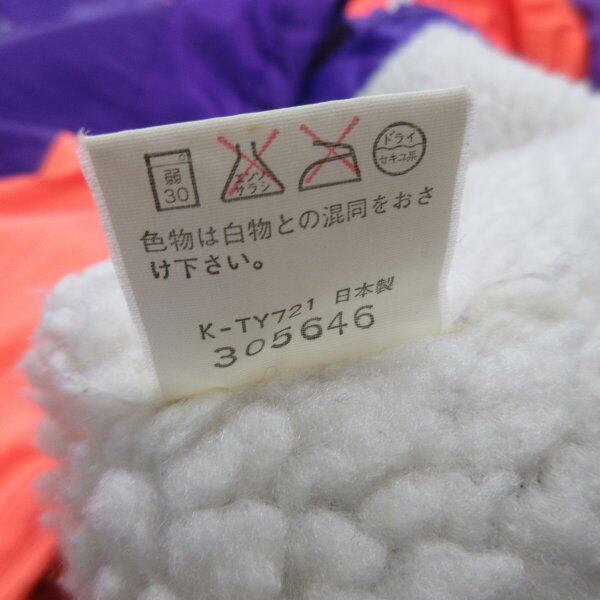 弱
30
エンソ
サラシ
ドライ
セキユ系
色物は白物との混同をおさ
け下さい。
K-TY721 日本製
305646